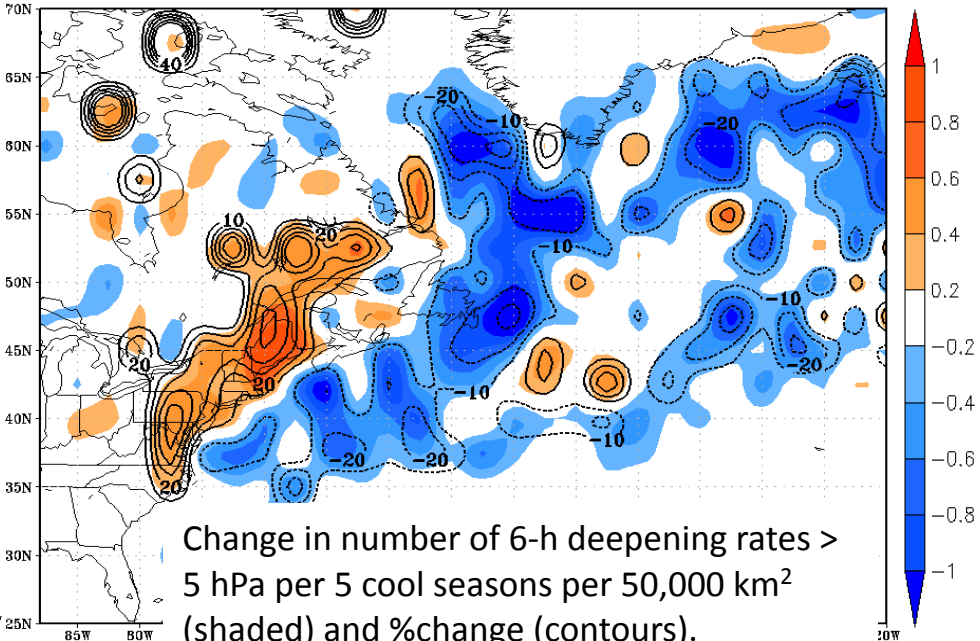 70N
65N
60N
55N
50N
45N
40N
35N
30N
25N
85W
80W
20W
40
-20
-10
-20
10
20
-10
-10
20
-20
-10
20
-10
-20
-20
20
1
0.8
0.6
0.4
0.2
-0.2
-0.4
-0.6
-0.8
-1
Change in number of 6-h deepening rates >
5 hPa per 5 cool seasons per 50,000 km²
(shaded) and %change (contours).